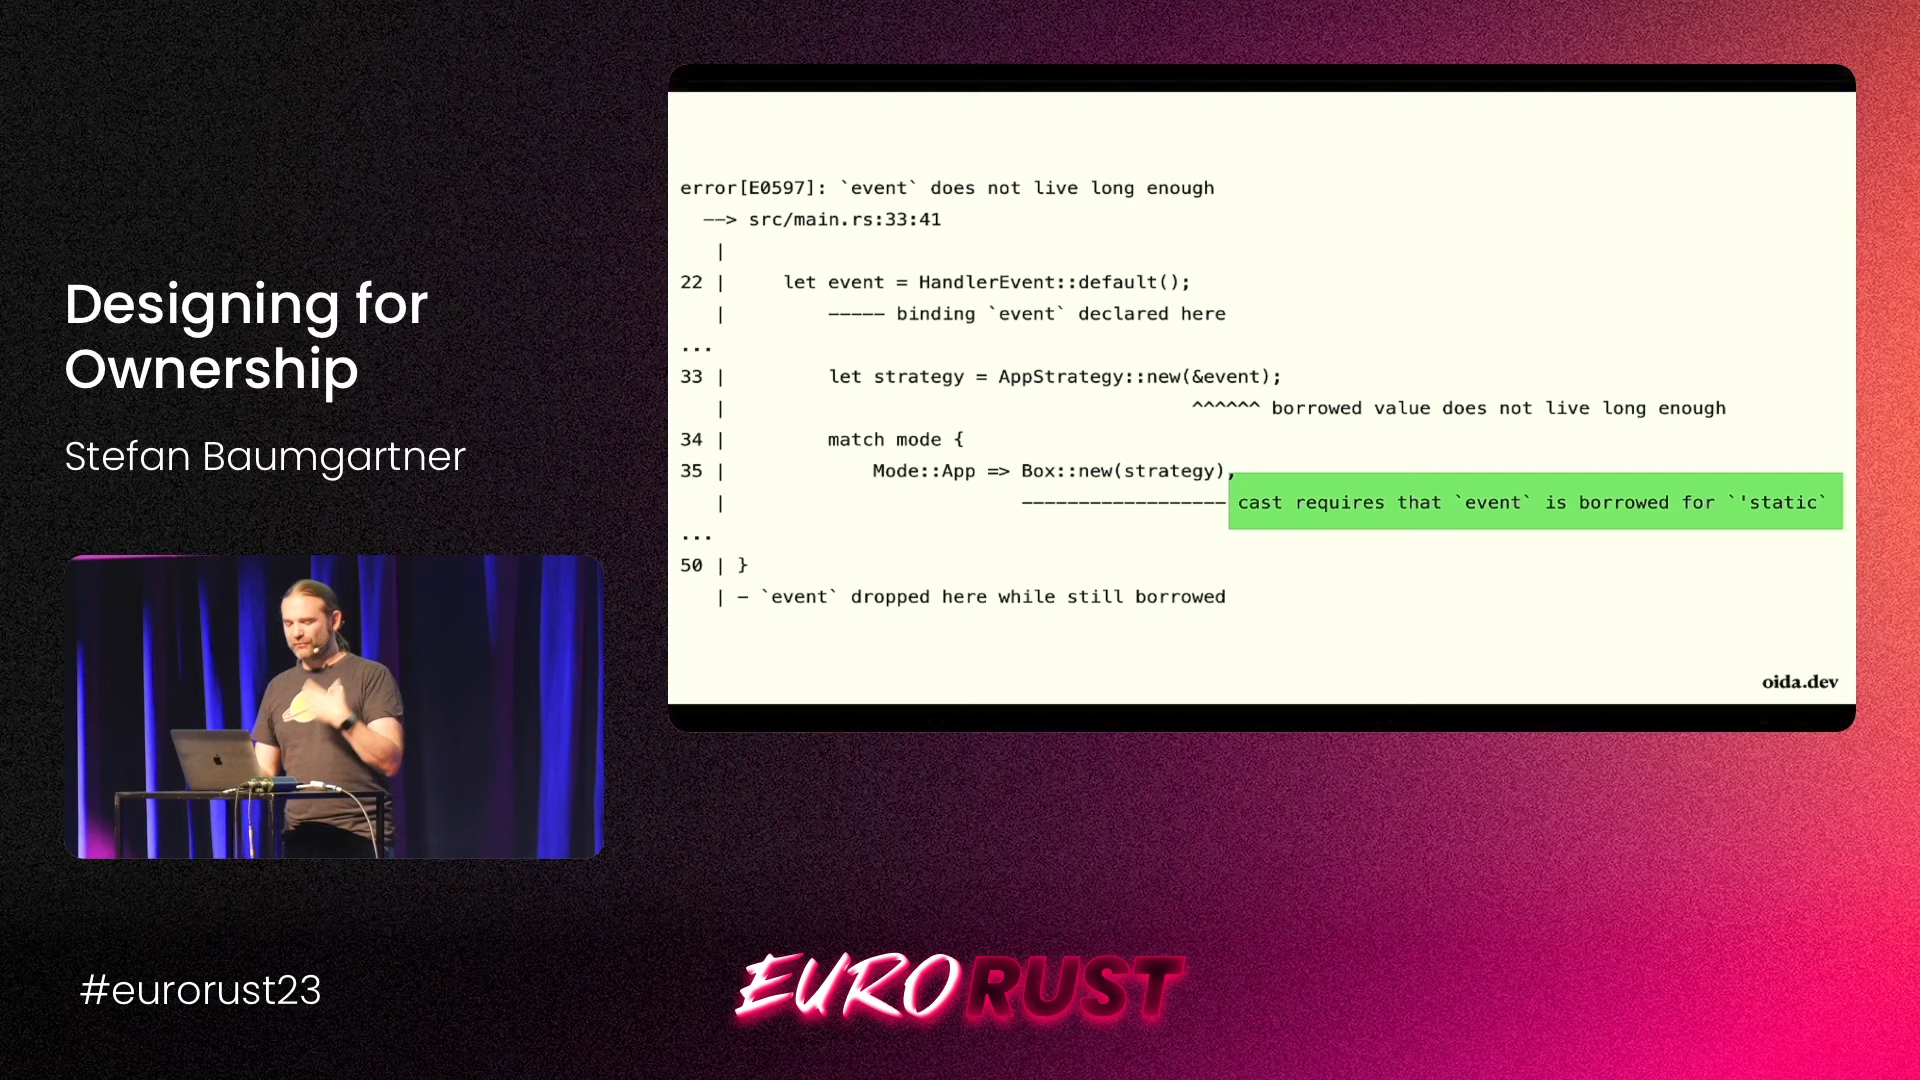 Designing for
Ownership
Stefan Baumgartner
error[E0597]: `event` does not live long enough
  --> src/main.rs:33:41
   |
22 |     let event = HandlerEvent::default();
   |         ----- binding `event` declared here
...
33 |         let strategy = AppStrategy::new(&event);
   |                                         ^^^^^^ borrowed value does not live long enough
34 |         match mode {
35 |             Mode::App => Box::new(strategy),
   |                          ------------------ cast requires that `event` is borrowed for `'static`
...
50 | }
   | - `event` dropped here while still borrowed
oida.dev
#eurorust23
EURORUST